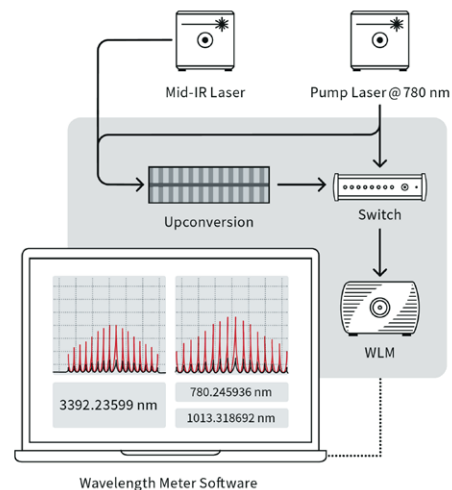 Mid-IR Laser
Pump Laser @ 780 nm
Upconversion
Switch
WLM
3392.23599 nm
780.245936 nm
1013.318692 nm
Wavelength Meter Software